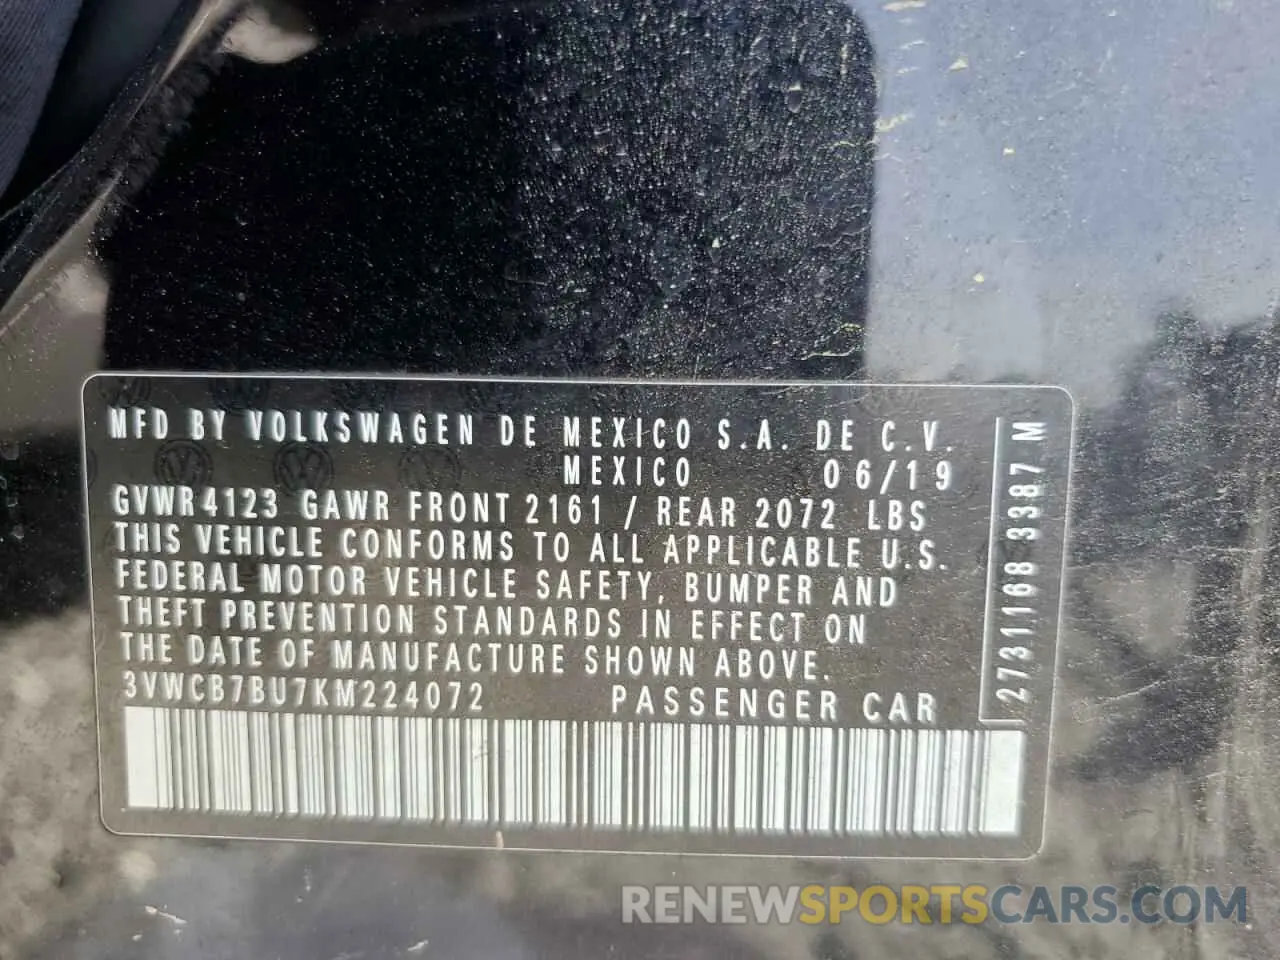 MFD BY VOLKSWAGEN DE MEXICO S.A. DE C.V.
MEXICO 06/19
GVWR 4123 GAWR FRONT 2161 / REAR 2072 LBS
THIS VEHICLE CONFORMS TO ALL APPLICABLE U.S.
FEDERAL MOTOR VEHICLE SAFETY, BUMPER AND
THEFT PREVENTION STANDARDS IN EFFECT ON
THE DATE OF MANUFACTURE SHOWN ABOVE.
3VWCB7BU7KM224072 PASSENGER CAR
2731168 3387 M
RENEWSPORTSCARS.COM